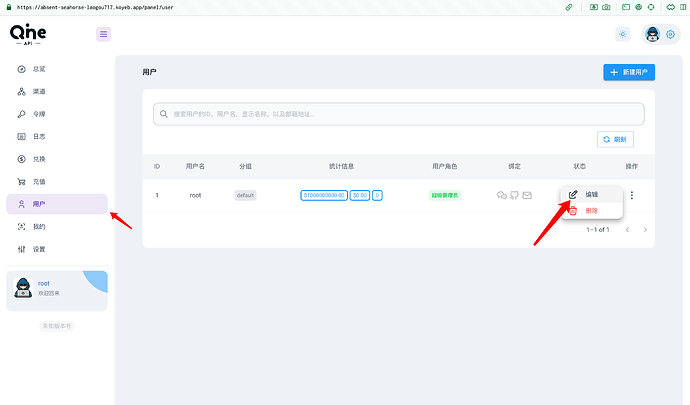 https://absent-seahorse-laogou717.koyeb.app/panel/user
One
API
总览
渠道
令牌
日志
兑换
充值
用户
我的
设置
root
欢迎回来
未知版本号
用户
新建用户
搜索用户的ID，用户名，显示名称，以及邮箱地址...
刷新
ID 用户名 分组 统计信息 用户角色 绑定 状态 操作
1 root default $1000000000.00 $0.00 0 超级管理员
编辑
删除
1–1 of 1